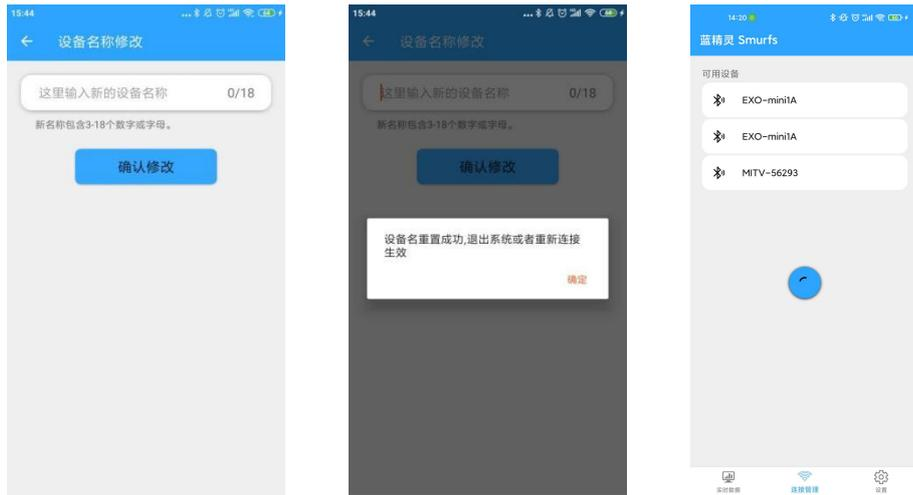 15:44
设备名称修改
这里输入新的设备名称 0/18
新名称包含3-18个数字或字母。
确认修改
15:44
设备名称修改
这里输入新的设备名称 0/18
新名称包含3-18个数字或字母。
确认修改
设备名重置成功,退出系统或者重新连接
生效
确定
14:20
蓝精灵 Smurfs
可用设备
EXO-mini1A
EXO-mini1A
MITV-56293
实时数据 连接管理 设置